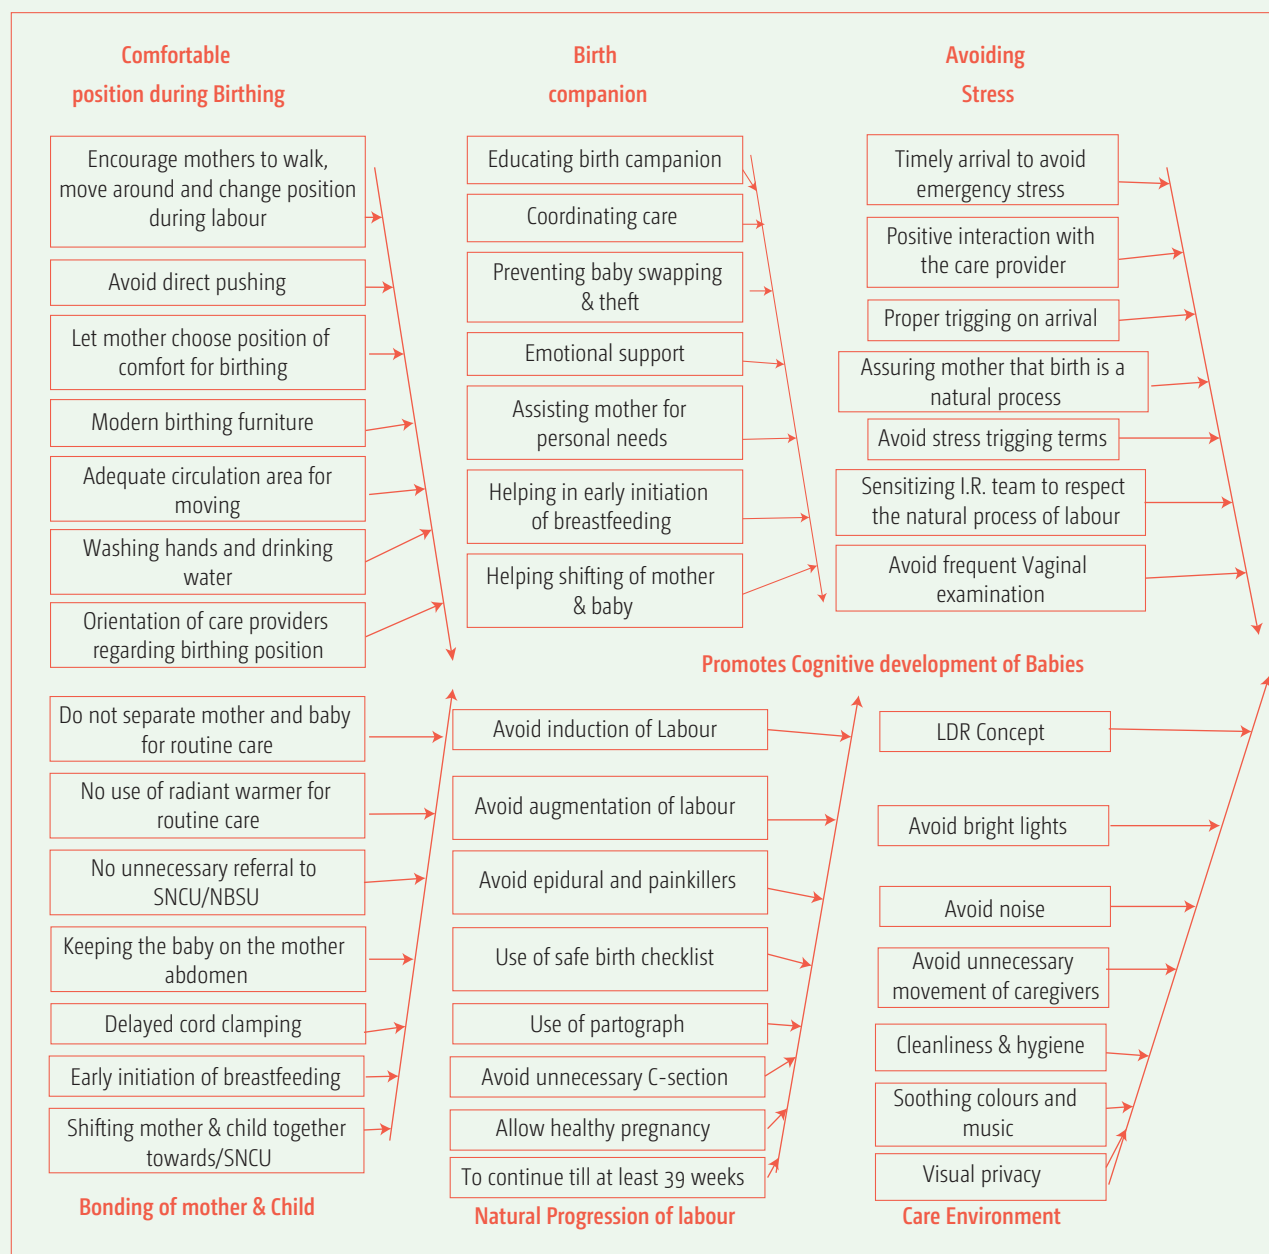 Comfortable
position during Birthing
Encourage mothers to walk,
move around and change position
during labour
Avoid direct pushing
Let mother choose position of
comfort for birthing
Modern birthing furniture
Adequate circulation area for
moving
Washing hands and drinking
water
Orientation of care providers
regarding birthing position
Birth
companion
Educating birth campanion
Coordinating care
Preventing baby swapping
& theft
Emotional support
Assisting mother for
personal needs
Helping in early initiation
of breastfeeding
Helping shifting of mother
& baby
Avoiding
Stress
Timely arrival to avoid
emergency stress
Positive interaction with
the care provider
Proper trigging on arrival
Assuring mother that birth is a
natural process
Avoid stress trigging terms
Sensitizing I.R. team to respect
the natural process of labour
Avoid frequent Vaginal
examination
Promotes Cognitive development of Babies
Do not separate mother and baby
for routine care
No use of radiant warmer for
routine care
No unnecessary referral to
SNCU/NBSU
Keeping the baby on the mother
abdomen
Delayed cord clamping
Early initiation of breastfeeding
Shifting mother & child together
towards/SNCU
Bonding of mother & Child
Avoid induction of Labour
Avoid augmentation of labour
Avoid epidural and painkillers
Use of safe birth checklist
Use of partograph
Avoid unnecessary C-section
Allow healthy pregnancy
To continue till at least 39 weeks
Natural Progression of labour
LDR Concept
Avoid bright lights
Avoid noise
Avoid unnecessary
movement of caregivers
Cleanliness & hygiene
Soothing colours and
music
Visual privacy
Care Environment